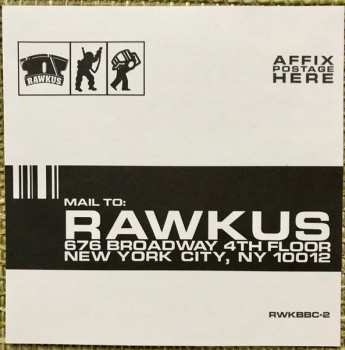 RAWKUS
AFFIX
POSTAGE
HERE
MAIL TO:
RAWKUS
676 BROADWAY 4TH FLOOR
NEW YORK CITY, NY 10012
RWKBBC-2